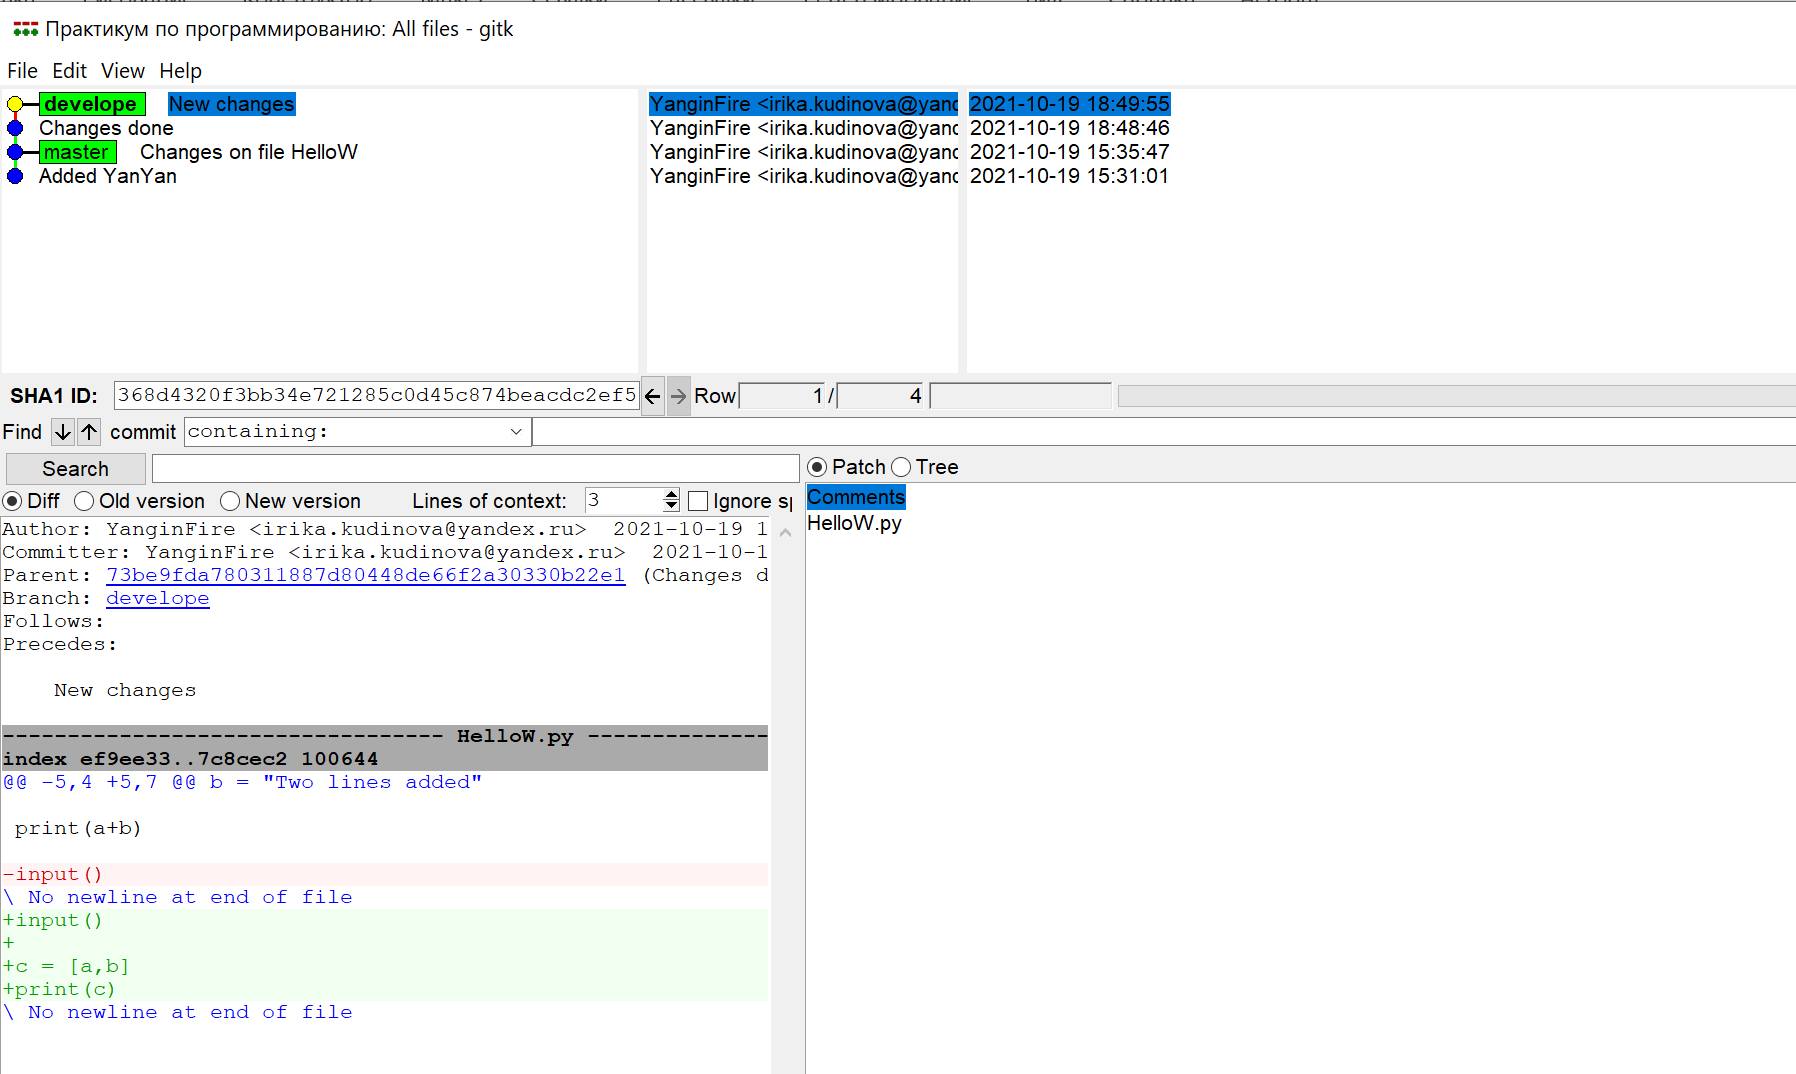 Практикум по программированию: All files - gitk
File Edit View Help
develope New changes YanginFire <irika.kudinova@yand 2021-10-19 18:49:55
Changes done YanginFire <irika.kudinova@yand 2021-10-19 18:48:46
master Changes on file HelloW YanginFire <irika.kudinova@yand 2021-10-19 15:35:47
Added YanYan YanginFire <irika.kudinova@yand 2021-10-19 15:31:01
SHA1 ID: 368d4320f3bb34e721285c0d45c874beacdc2ef5 Row 1 / 4
Find commit containing:
Search Patch Tree
Diff Old version New version Lines of context: 3 Ignore sp
Comments
HelloW.py
Author: YanginFire <irika.kudinova@yandex.ru> 2021-10-19 1
Committer: YanginFire <irika.kudinova@yandex.ru> 2021-10-1
Parent: 73be9fda780311887d80448de66f2a30330b22e1 (Changes d
Branch: develope
Follows:
Precedes:
New changes
---------------------------------- HelloW.py --------------
index ef9ee33..7c8cec2 100644
@@ -5,4 +5,7 @@ b = "Two lines added"
print(a+b)
-input()
\ No newline at end of file
+input()
+
+c = [a,b]
+print(c)
\ No newline at end of file